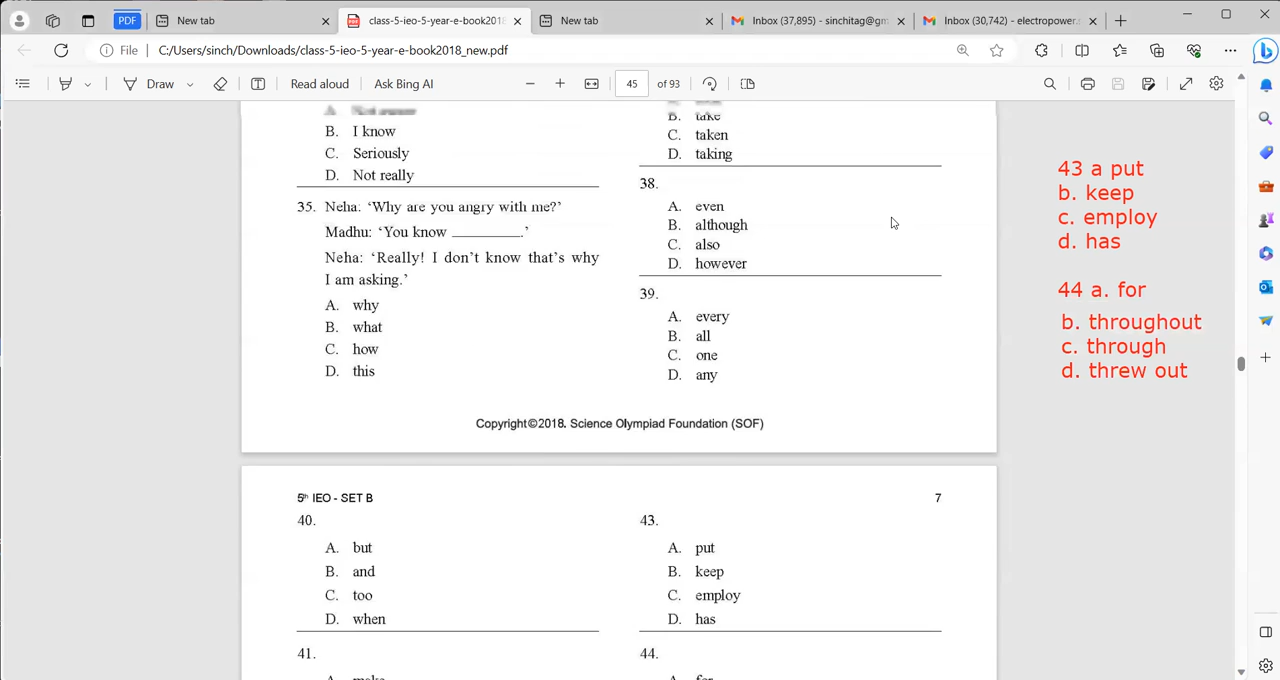 PDF
New tab
class-5-ieo-5-year-e-book2018
New tab
Inbox (37,895) - sinchitag@gm
Inbox (30,742) - electropower.
File
C:/Users/sinch/Downloads/class-5-ieo-5-year-e-book2018_new.pdf
Draw
Read aloud
Ask Bing AI
45
of 93
B. I know
C. Seriously
D. Not really
35. Neha: ‘Why are you angry with me?’
Madhu: ‘You know _________.’
Neha: ‘Really! I don’t know that’s why
I am asking.’
A. why
B. what
C. how
D. this
B. take
C. taken
D. taking
38.
A. even
B. although
C. also
D. however
39.
A. every
B. all
C. one
D. any
Copyright©2018. Science Olympiad Foundation (SOF)
43 a put
b. keep
c. employ
d. has
44 a. for
b. throughout
c. through
d. threw out
5th IEO - SET B
7
40.
A. but
B. and
C. too
D. when
41.
43.
A. put
B. keep
C. employ
D. has
44.